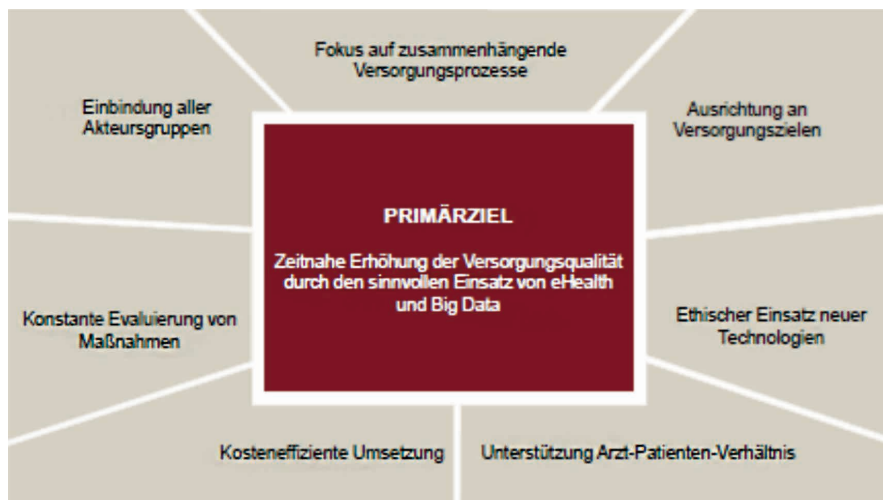 Fokus auf zusammenhängende
Versorgungsprozesse
Einbindung aller
Akteursgruppen
Ausrichtung an
Versorgungszielen
PRIMÄRZIEL
Zeitnahe Erhöhung der Versorgungsqualität
durch den sinnvollen Einsatz von eHealth
und Big Data
Konstante Evaluierung von
Maßnahmen
Ethischer Einsatz neuer
Technologien
Kosteneffiziente Umsetzung
Unterstützung Arzt-Patienten-Verhältnis